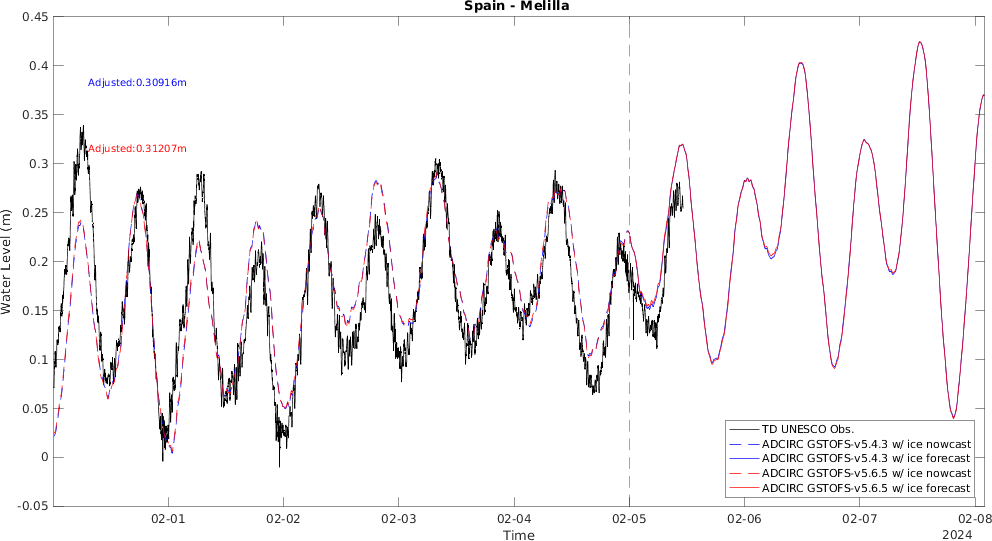 Spain - Melilla
0.45
0.4
0.35
0.3
0.25
0.2
0.15
0.1
0.05
0
-0.05
Water Level (m)
Adjusted:0.30916m
Adjusted:0.31207m
TD UNESCO Obs.
ADCIRC GSTOFS-v5.4.3 w/ ice nowcast
ADCIRC GSTOFS-v5.4.3 w/ ice forecast
ADCIRC GSTOFS-v5.6.5 w/ ice nowcast
ADCIRC GSTOFS-v5.6.5 w/ ice forecast
02-01 02-02 02-03 02-04 02-05 02-06 02-07 02-08
Time
2024